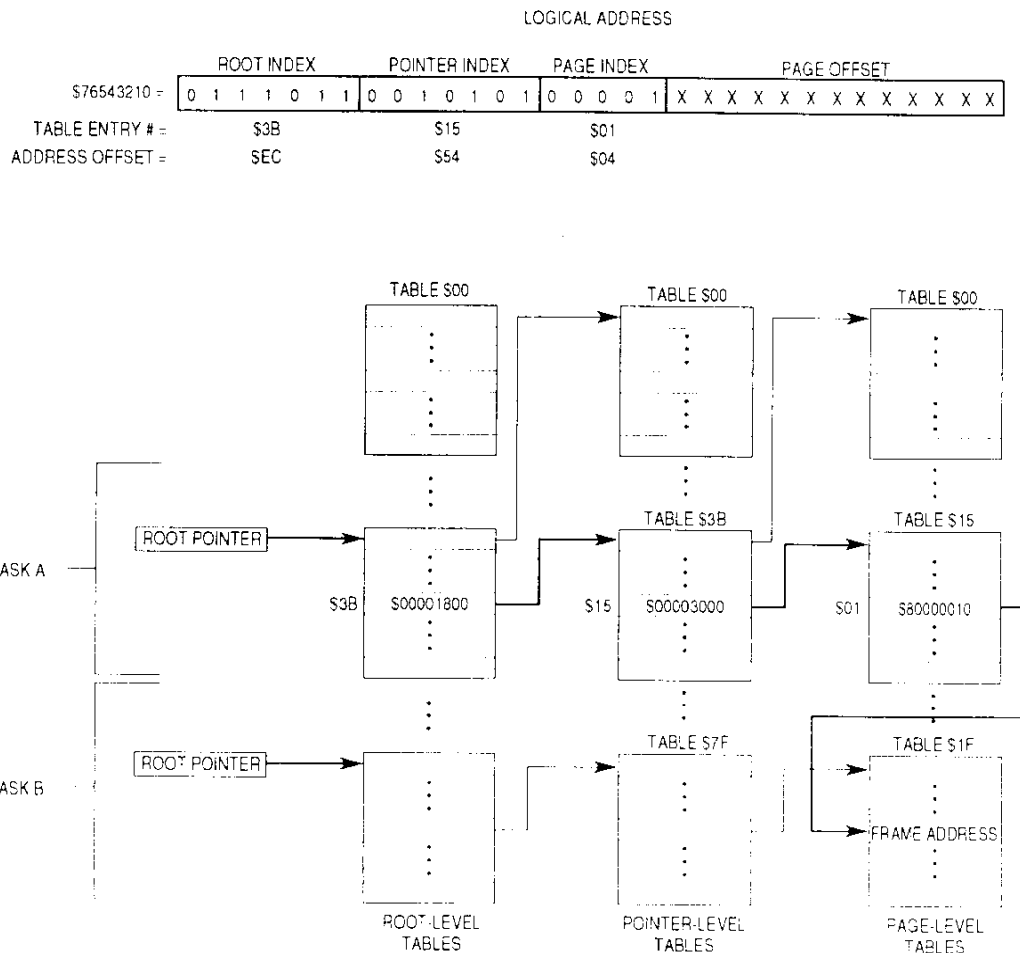 LOGICAL ADDRESS
ROOT INDEX POINTER INDEX PAGE INDEX PAGE OFFSET
$76543210 = 0 1 1 1 0 1 1 0 0 1 0 1 0 1 0 0 0 0 1 X X X X X X X X X X X X X
TABLE ENTRY # = $3B $15 $01
ADDRESS OFFSET = $EC $54 $04
TABLE $00 TABLE $00 TABLE $00
TABLE $3B TABLE $15
ROOT POINTER
ASK A
$3B $00001800 $15 $00003000 $01 $80000010
TABLE $7F TABLE $1F
ROOT POINTER
ASK B
FRAME ADDRESS
ROOT-LEVEL POINTER-LEVEL PAGE-LEVEL
TABLES TABLES TABLES